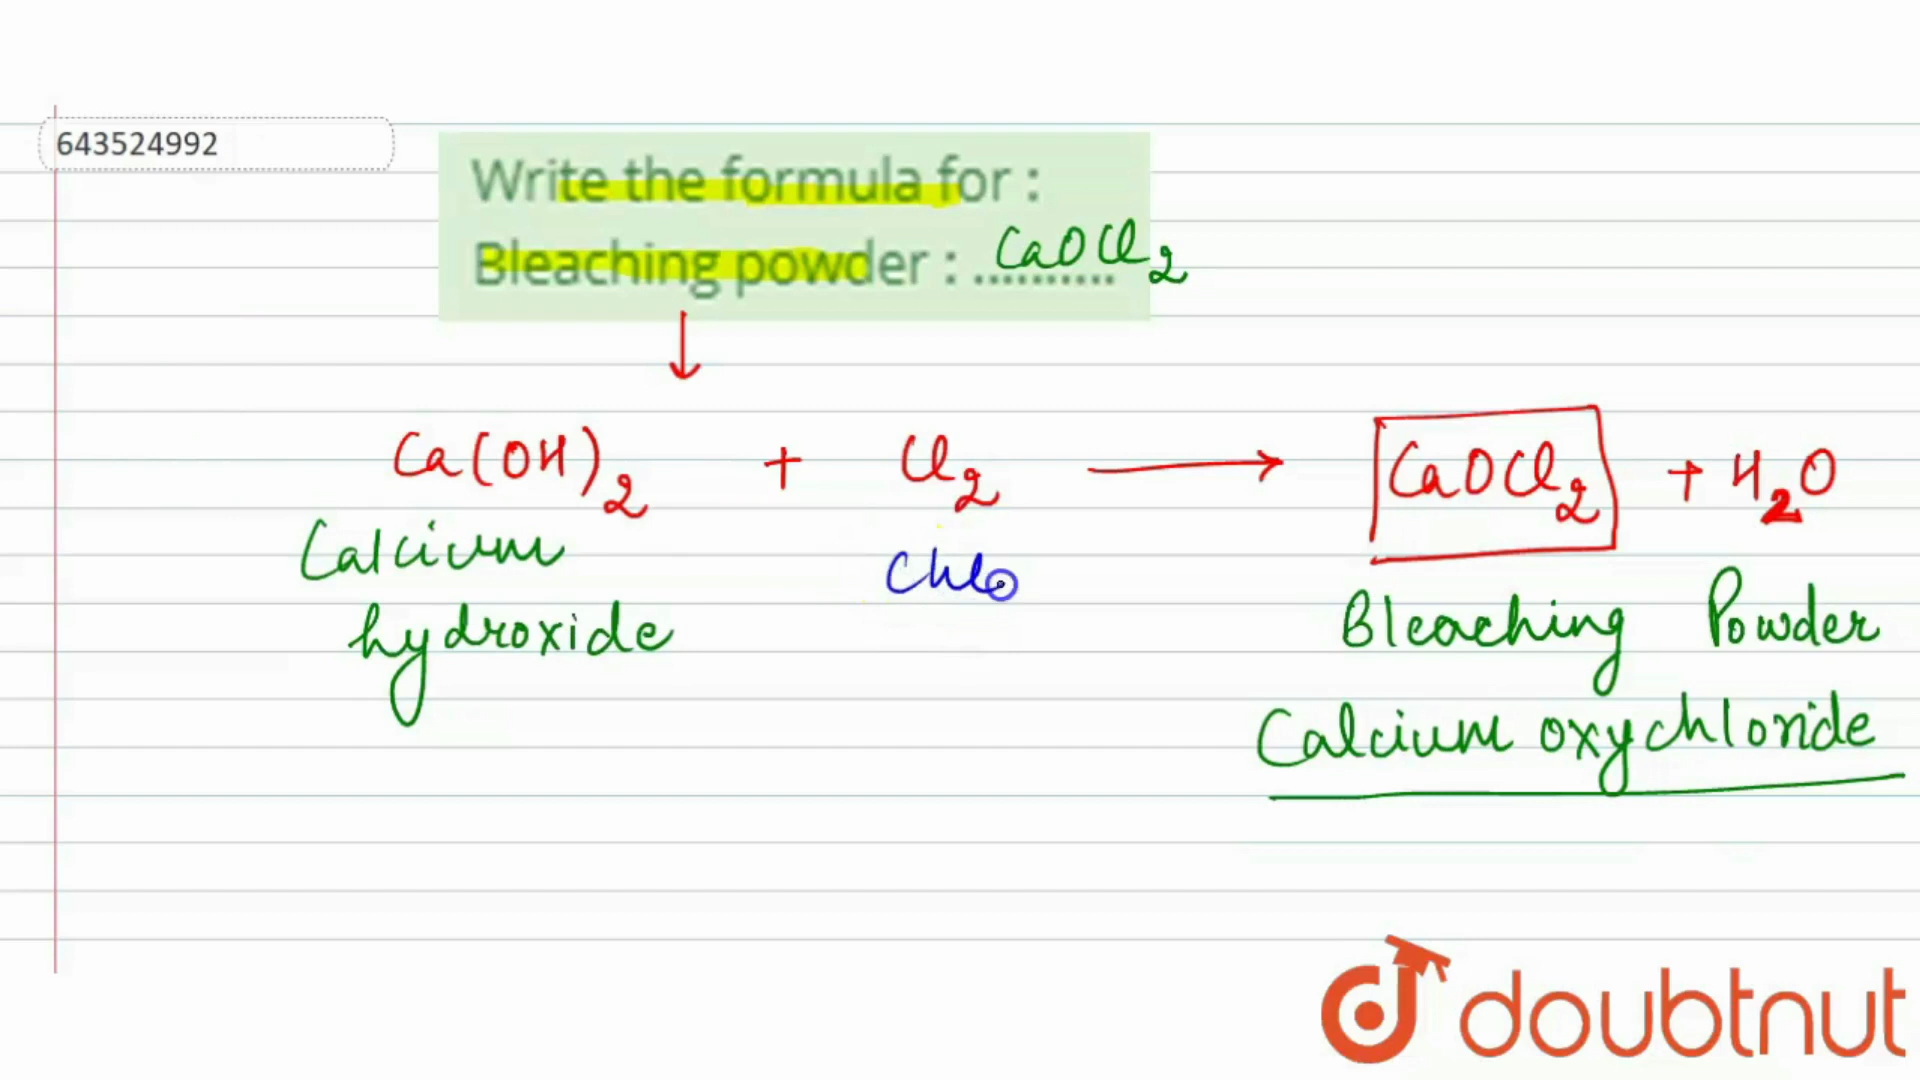 643524992
Write the formula for :
Bleaching powder : .......... CaOCl2
Ca(OH)2 + Cl2 → CaOCl2 + H2O
Calcium hydroxide
Chlo
Bleaching Powder
Calcium oxychloride
doubtnut